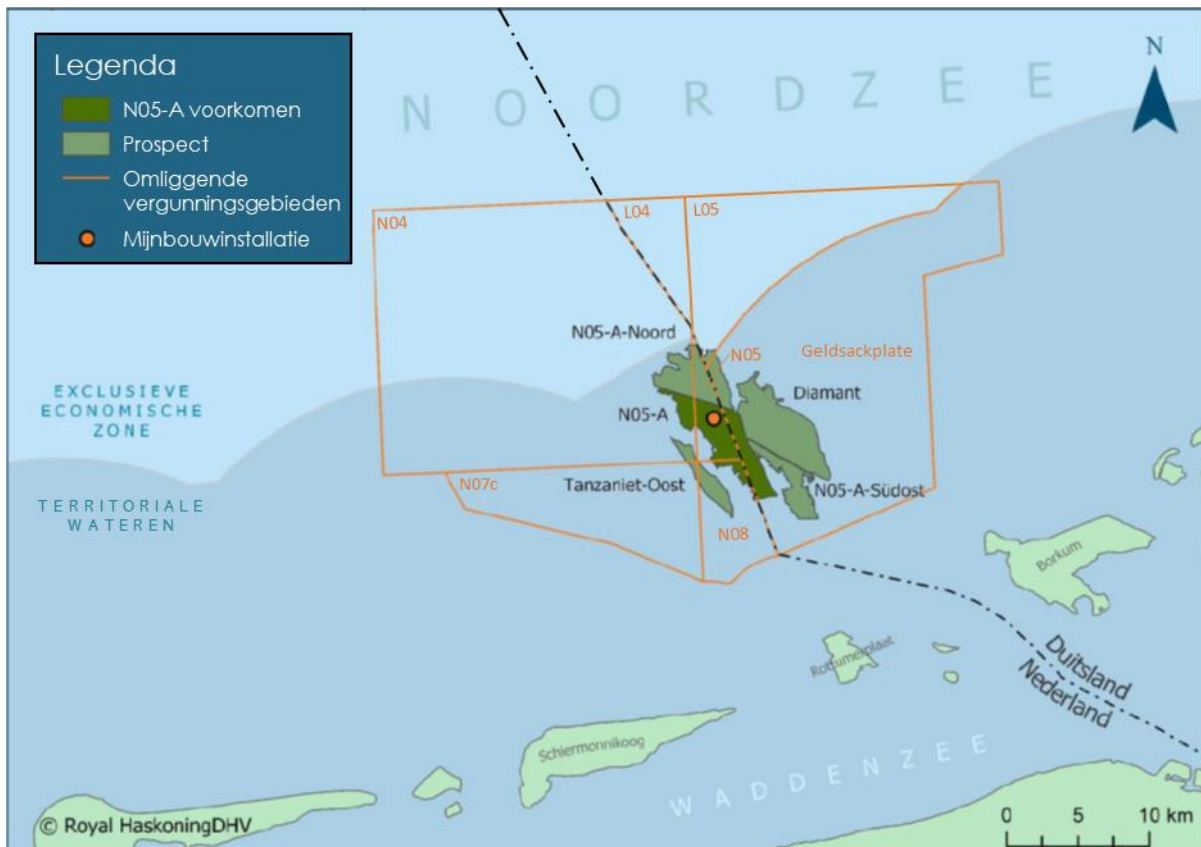 Legenda
N05-A voorkomen
Prospect
Omliggende
vergunningsgebieden
Mijnbouwinstallatie
N O O R D Z E E
N
N04
L04
L05
N05-A-Noord
N05
Geldsackplate
EXCLUSIEVE
ECONOMISCHE
ZONE
N05-A
Diamant
N07c
Tanzaniet-Oost
N05-A-Südost
TERRITORIALE
WATEREN
N08
Borkum
Rottumerplaat
Duitsland
Nederland
Schiermonnikoog
W A D D E N Z E E
© Royal HaskoningDHV
0 5 10 km